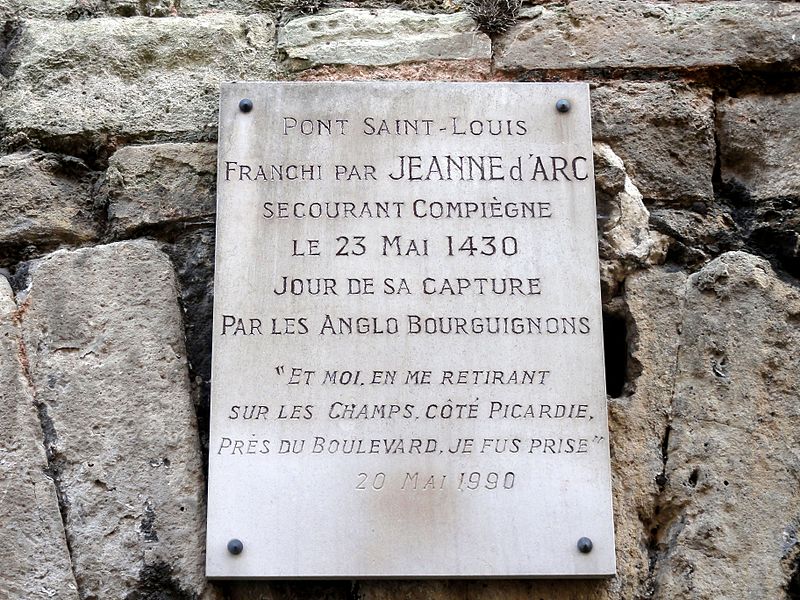 PONT SAINT-LOUIS
FRANCHI PAR JEANNE d'ARC
SECOURANT COMPIÈGNE
LE 23 MAI 1430
JOUR DE SA CAPTURE
PAR LES ANGLO BOURGUIGNONS
"ET MOI, EN ME RETIRANT
SUR LES CHAMPS, CÔTÉ PICARDIE,
PRÈS DU BOULEVARD, JE FUS PRISE"
20 MAI 1990